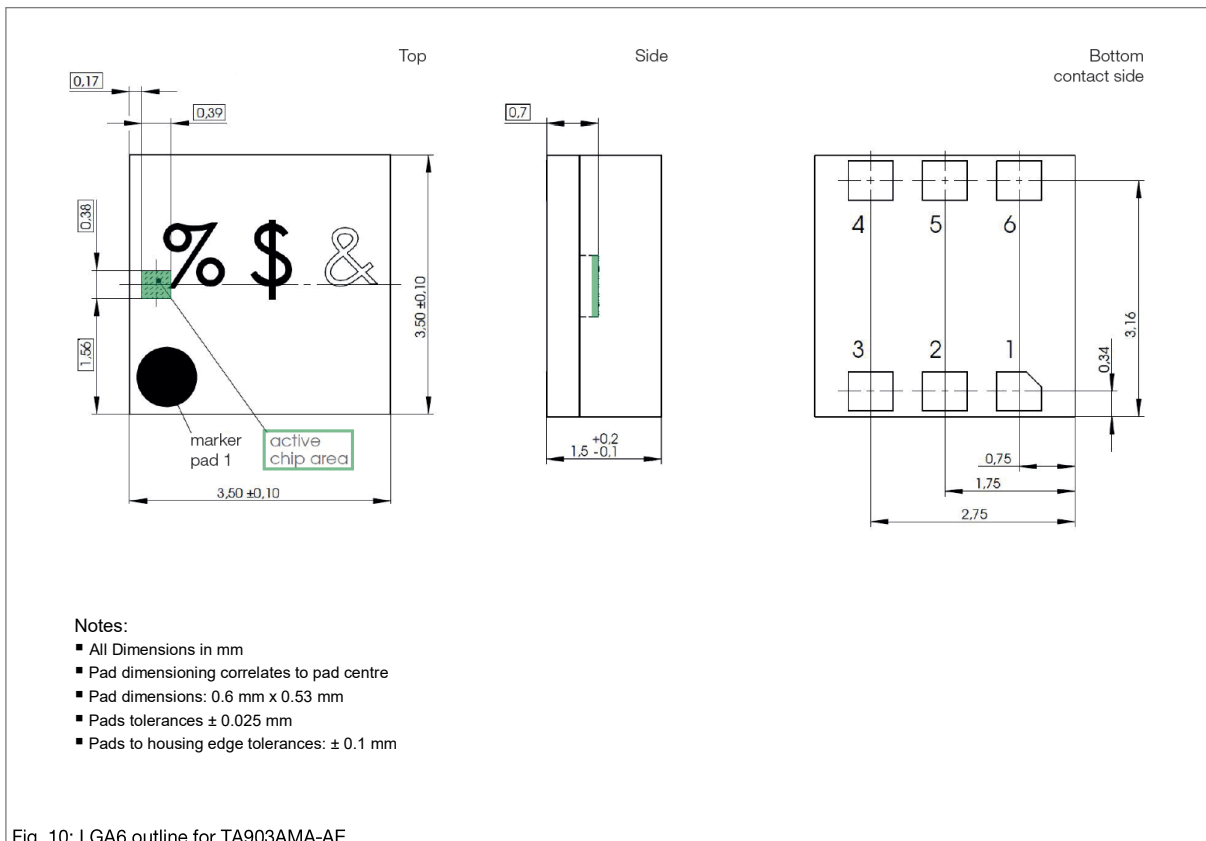 Top
Side
Bottom
contact side
0,17
0,39
0,7
0,38
% $ &
1,56
3,50 ±0,10
marker
pad 1
active
chip area
3,50 ±0,10
+0,2
1,5 -0,1
4 5 6
3 2 1
3,16
0,34
0,75
1,75
2,75
Notes:
▪ All Dimensions in mm
▪ Pad dimensioning correlates to pad centre
▪ Pad dimensions: 0.6 mm x 0.53 mm
▪ Pads tolerances ± 0.025 mm
▪ Pads to housing edge tolerances: ± 0.1 mm
Fig. 10: LGA6 outline for TA903AMA-AE